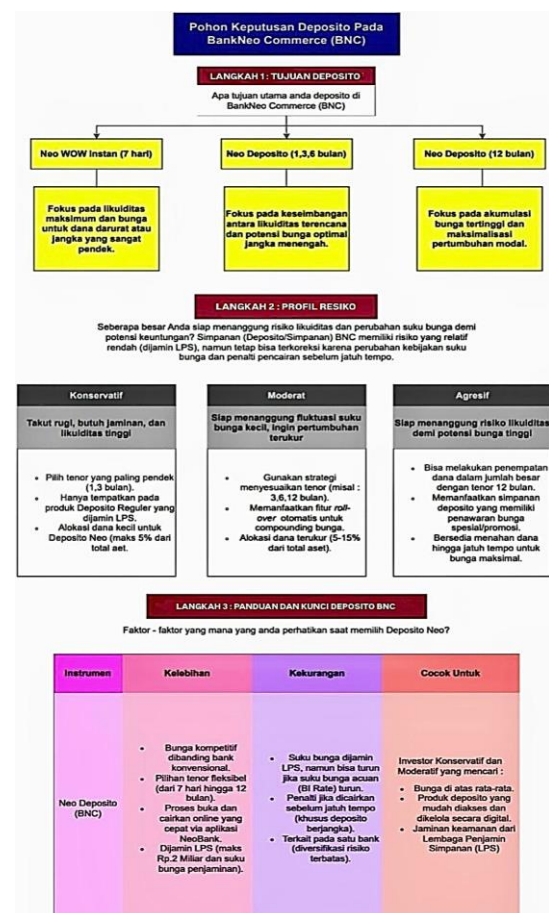 Pohon Keputusan Deposito Pada
BankNeo Commerce (BNC)
LANGKAH 1: TUJUAN DEPOSITO
Apa tujuan utama anda deposito di
BankNeo Commerce (BNC)
Neo WOW Instan (7 hari)
Neo Deposito (1,3,6 bulan)
Neo Deposito (12 bulan)
Fokus pada likuiditas
maksimum dan bunga
untuk dana darurat atau
jangka yang sangat
pendek.
Fokus pada keseimbangan
antara likuiditas terencana
dan potensi bunga optimal
jangka menengah.
Fokus pada akumulasi
bunga tertinggi dan
maksimalisasi
pertumbuhan modal.
LANGKAH 2 : PROFIL RESIKO
Seberapa besar Anda siap menanggung risiko likuiditas dan perubahan suku bunga demi
potensi keuntungan? Simpanan (Deposito/Simpanan) BNC memiliki risiko yang relatif
rendah (dijamin LPS), namun tetap bisa terkoreksi karena perubahan kebijakan suku
bunga dan penalti pencairan sebelum jatuh tempo.
Konservatif
Takut rugi, butuh jaminan, dan
likuiditas tinggi
• Pilih tenor yang paling pendek
(1,3 bulan).
• Hanya tempatkan pada
produk Deposito Reguler yang
dijamin LPS.
• Alokasi dana kecil untuk
Deposito Neo (maks 5% dari
total aet.
Moderat
Siap menanggung fluktuasi suku
bunga kecil, ingin pertumbuhan
terukur
• Gunakan strategi
menyesuaikan tenor (misal :
3,6,12 bulan).
• Memanfaatkan fitur roll-
over otomatis untuk
compounding bunga.
• Alokasi dana terukur (5-15%
dari total aset).
Agresif
Siap menanggung risiko likuiditas
demi potensi bunga tinggi
• Bisa melakukan penempatan
dana dalam jumlah besar
dengan tenor 12 bulan.
• Memanfaatkan simpanan
deposito yang memiliki
penawaran bunga
spesial/promosi.
• Bersedia menahan dana
hingga jatuh tempo untuk
bunga maksimal.
LANGKAH 3 : PANDUAN DAN KUNCI DEPOSITO BNC
Faktor - faktor yang mana yang anda perhatikan saat memilih Deposito Neo?
Instrumen
Kelebihan
Kekurangan
Cocok Untuk
Neo Deposito
(BNC)
• Bunga kompetitif
dibanding bank
konvensional.
• Pilihan tenor fleksibel
(dari 7 hari hingga 12
bulan).
• Proses buka dan
cairkan online yang
cepat via aplikasi
NeoBank.
• Dijamin LPS (maks
Rp.2 Miliar dan suku
bunga penjaminan).
• Suku bunga dijamin
LPS, namun bisa turun
jika suku bunga acuan
(BI Rate) turun.
• Penalti jika dicairkan
sebelum jatuh tempo
(khusus deposito
berjangka).
• Terkait pada satu bank
(diversifikasi risiko
terbatas).
Investor Konservatif dan
Moderatif yang mencari :
• Bunga di atas rata-rata.
• Produk deposito yang
mudah diakses dan
dikelola secara digital.
• Jaminan keamanan dari
Lembaga Penjamin
Simpanan (LPS)